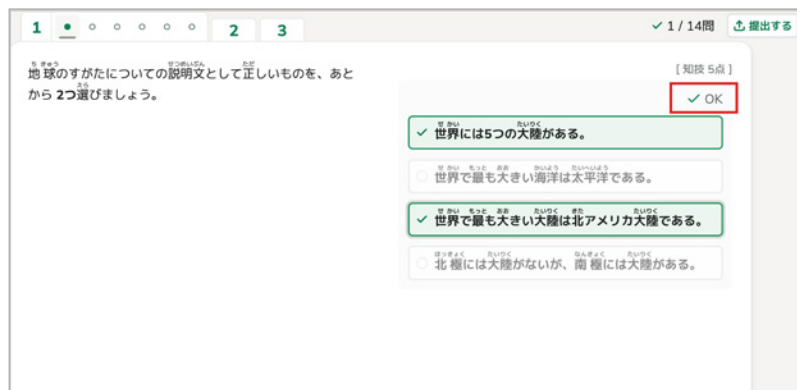 1 2 3 1 / 14問 提出する
地球のすがたについての説明文として正しいものを、あと
から 2つ選びましょう。
[ 知技 5点 ]
OK
世界には5つの大陸がある。
世界で最も大きい海洋は太平洋である。
世界で最も大きい大陸は北アメリカ大陸である。
北極には大陸がないが、南極には大陸がある。